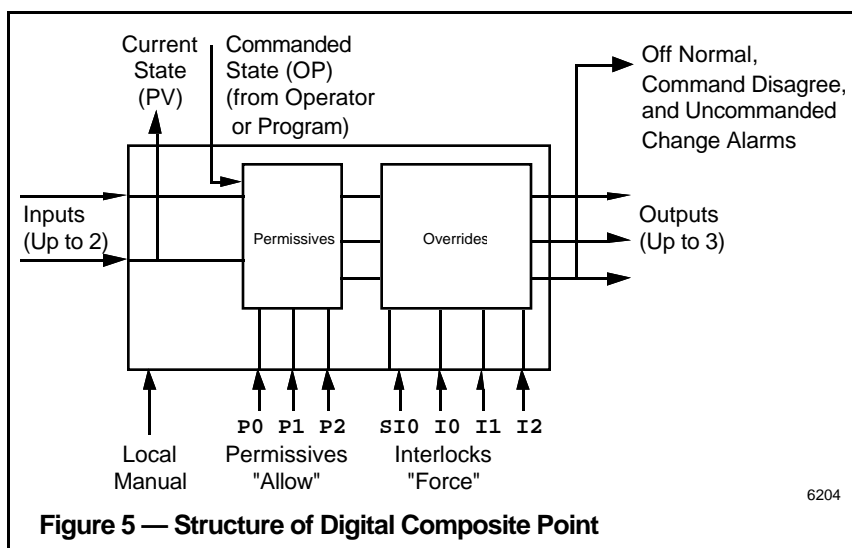 Current
State
(PV)
Commanded
State (OP)
(from Operator
or Program)
Off Normal,
Command Disagree,
and Uncommanded
Change Alarms
Inputs
(Up to 2)
Permissives
Overrides
Outputs
(Up to 3)
P0 P1 P2
SI0 I0 I1 I2
Local
Manual
Permissives
"Allow"
Interlocks
"Force"
6204
Figure 5 — Structure of Digital Composite Point